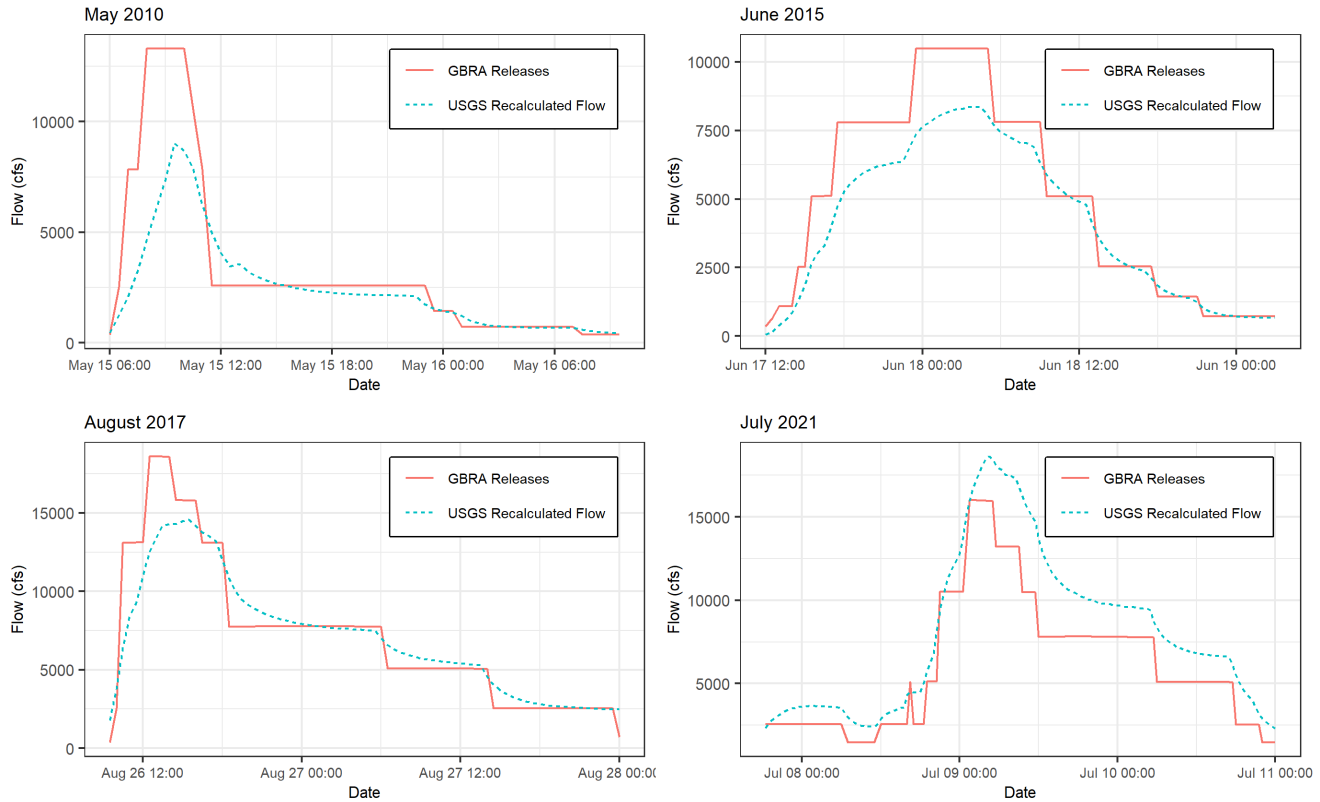 May 2010
Flow (cfs)
10000
5000
0
GBRA Releases
USGS Recalculated Flow
May 15 06:00 May 15 12:00 May 15 18:00 May 16 00:00 May 16 06:00
Date
June 2015
Flow (cfs)
10000
7500
5000
2500
0
GBRA Releases
USGS Recalculated Flow
Jun 17 12:00 Jun 18 00:00 Jun 18 12:00 Jun 19 00:00
Date
August 2017
Flow (cfs)
15000
10000
5000
0
GBRA Releases
USGS Recalculated Flow
Aug 26 12:00 Aug 27 00:00 Aug 27 12:00 Aug 28 00:0
Date
July 2021
Flow (cfs)
15000
10000
5000
GBRA Releases
USGS Recalculated Flow
Jul 08 00:00 Jul 09 00:00 Jul 10 00:00 Jul 11 00:00
Date